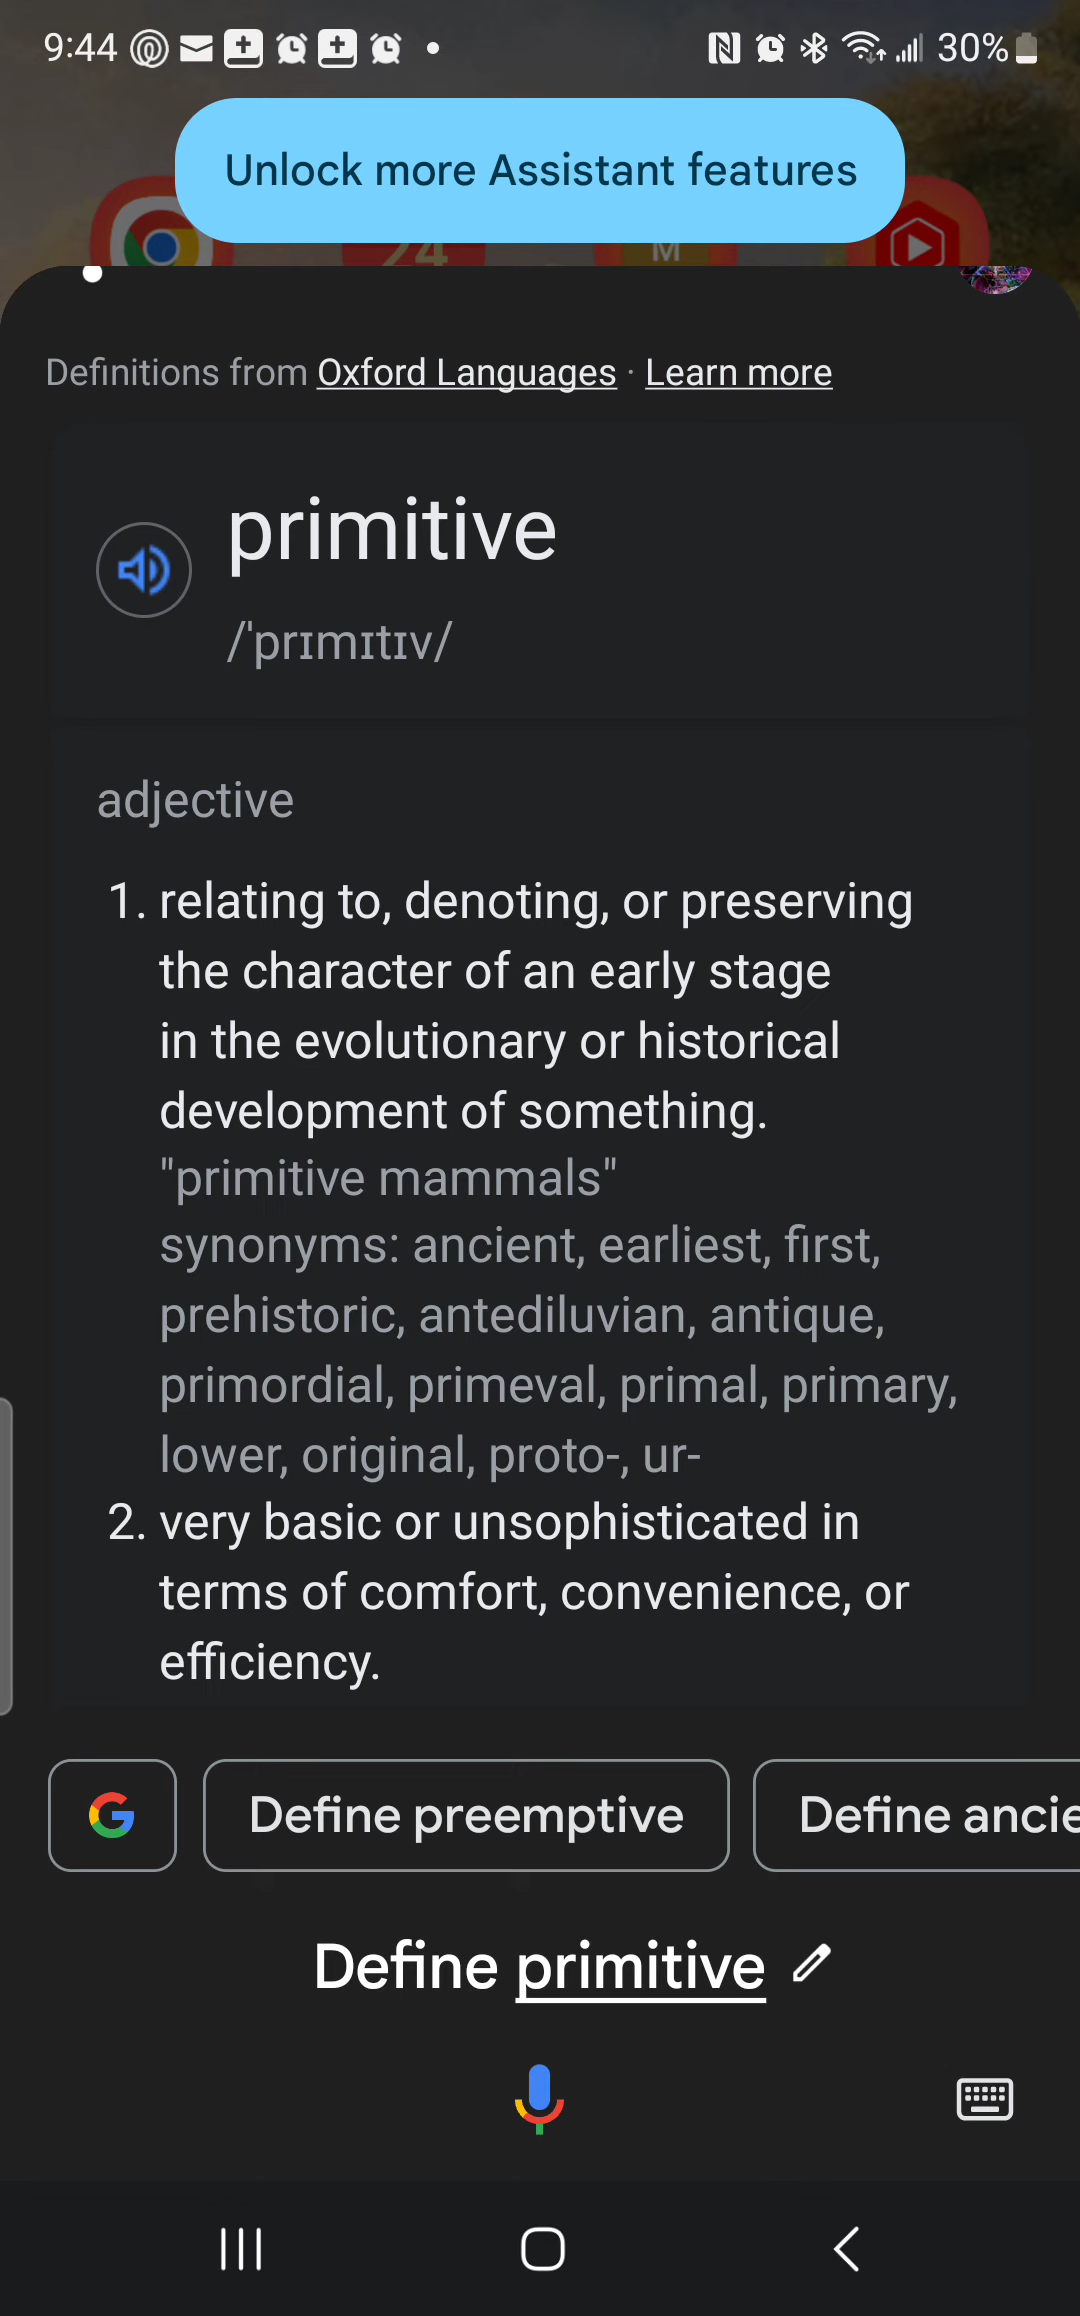 9:44
30%
Unlock more Assistant features
24
M
Definitions from Oxford Languages · Learn more
primitive
/ˈprɪmɪtɪv/
adjective
1. relating to, denoting, or preserving
the character of an early stage
in the evolutionary or historical
development of something.
"primitive mammals"
synonyms: ancient, earliest, first,
prehistoric, antediluvian, antique,
primordial, primeval, primal, primary,
lower, original, proto-, ur-
2. very basic or unsophisticated in
terms of comfort, convenience, or
efficiency.
G
Define preemptive
Define ancie
Define primitive